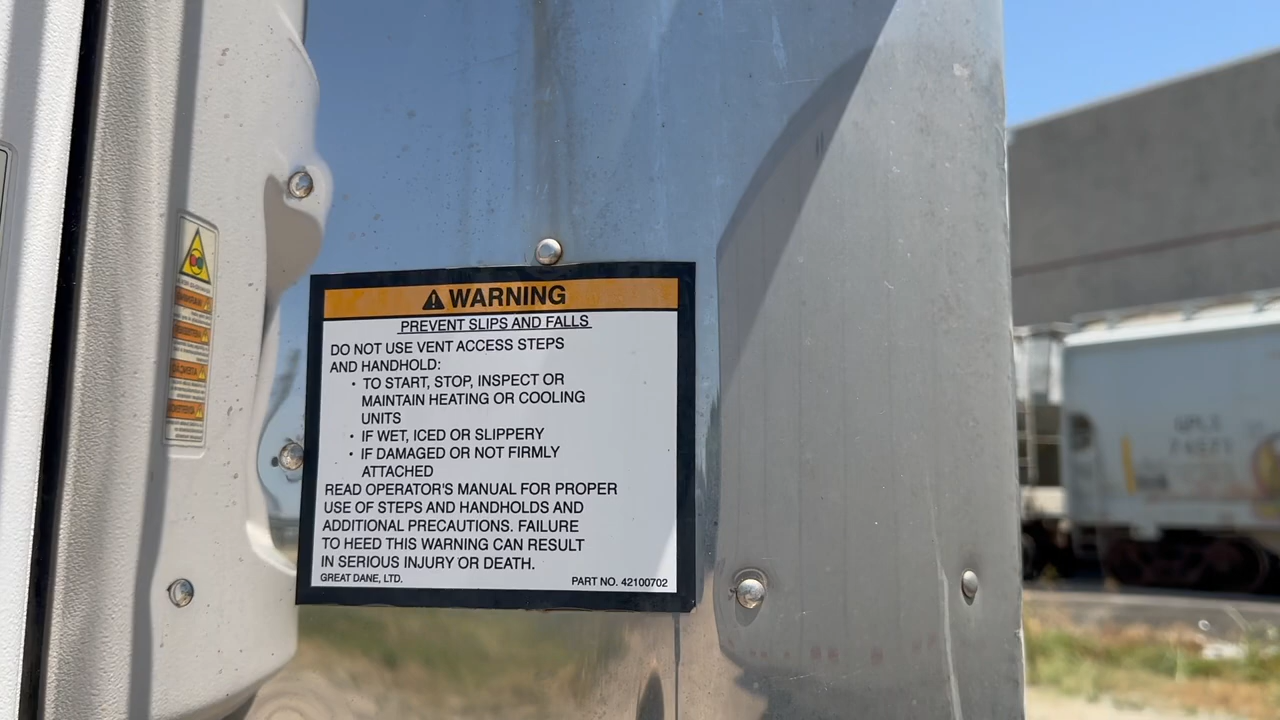 WARNING
PREVENT SLIPS AND FALLS
DO NOT USE VENT ACCESS STEPS
AND HANDHOLD:
· TO START, STOP, INSPECT OR
MAINTAIN HEATING OR COOLING
UNITS
· IF WET, ICED OR SLIPPERY
· IF DAMAGED OR NOT FIRMLY
ATTACHED
READ OPERATOR'S MANUAL FOR PROPER
USE OF STEPS AND HANDHOLDS AND
ADDITIONAL PRECAUTIONS. FAILURE
TO HEED THIS WARNING CAN RESULT
IN SERIOUS INJURY OR DEATH.
GREAT DANE, LTD.
PART NO. 42100702